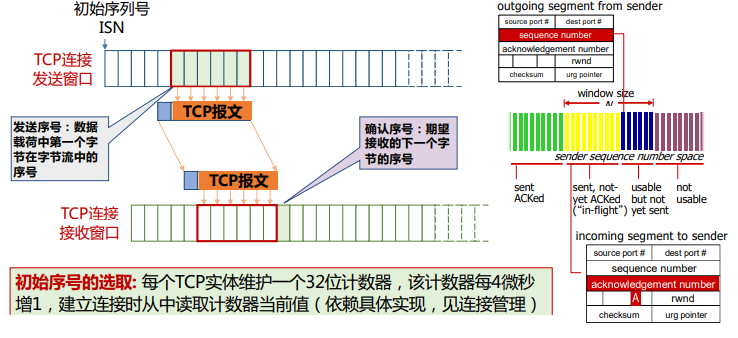 初始序列号
ISN
TCP连接
发送窗口
TCP报文
发送序号：数据
载荷中第一个字
节在字节流中的
序号
确认序号：期望
接收的下一个字
节的序号
TCP报文
TCP连接
接收窗口
初始序号的选取: 每个TCP实体维护一个32位计数器，该计数器每4微秒
增1，建立连接时从中读取计数器当前值（依赖具体实现，见连接管理）
outgoing segment from sender
source port # dest port #
sequence number
acknowledgement number
rwnd
checksum urg pointer
window size
N
sender sequence number space
sent
ACKed
sent, not-
yet ACKed
("in-flight")
usable
but not
yet sent
not
usable
incoming segment to sender
source port # dest port #
sequence number
acknowledgement number
A rwnd
checksum urg pointer